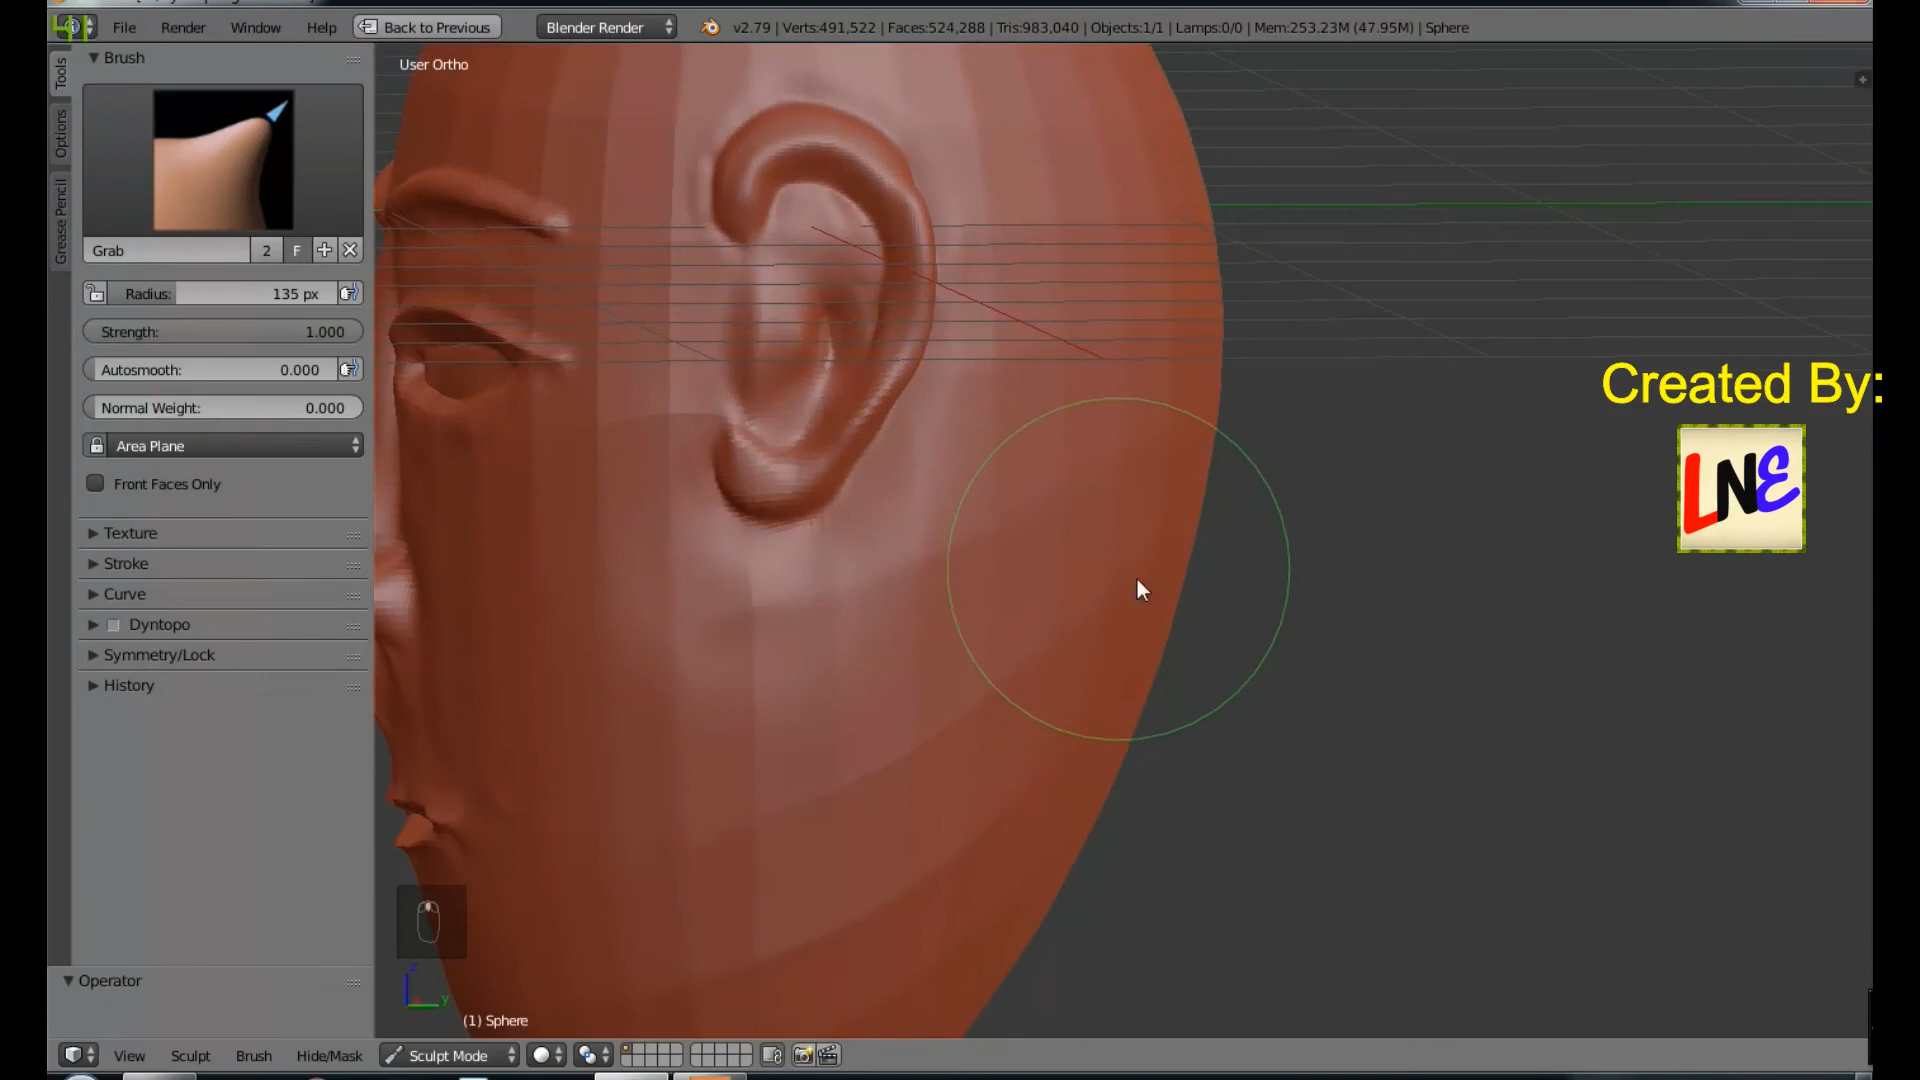 File Render Window Help Back to Previous Blender Render v2.79 | Verts:491,522 | Faces:524,288 | Tris:983,040 | Objects:1/1 | Lamps:0/0 | Mem:253.23M (47.95M) | Sphere
Tools
Options
Grease Pencil
Brush
User Ortho
Grab 2 F
Radius: 135 px
Strength: 1.000
Autosmooth: 0.000
Normal Weight: 0.000
Area Plane
Front Faces Only
Texture
Stroke
Curve
Dyntopo
Symmetry/Lock
History
Created By:
LNE
Operator
z
y
(1) Sphere
View Sculpt Brush Hide/Mask Sculpt Mode